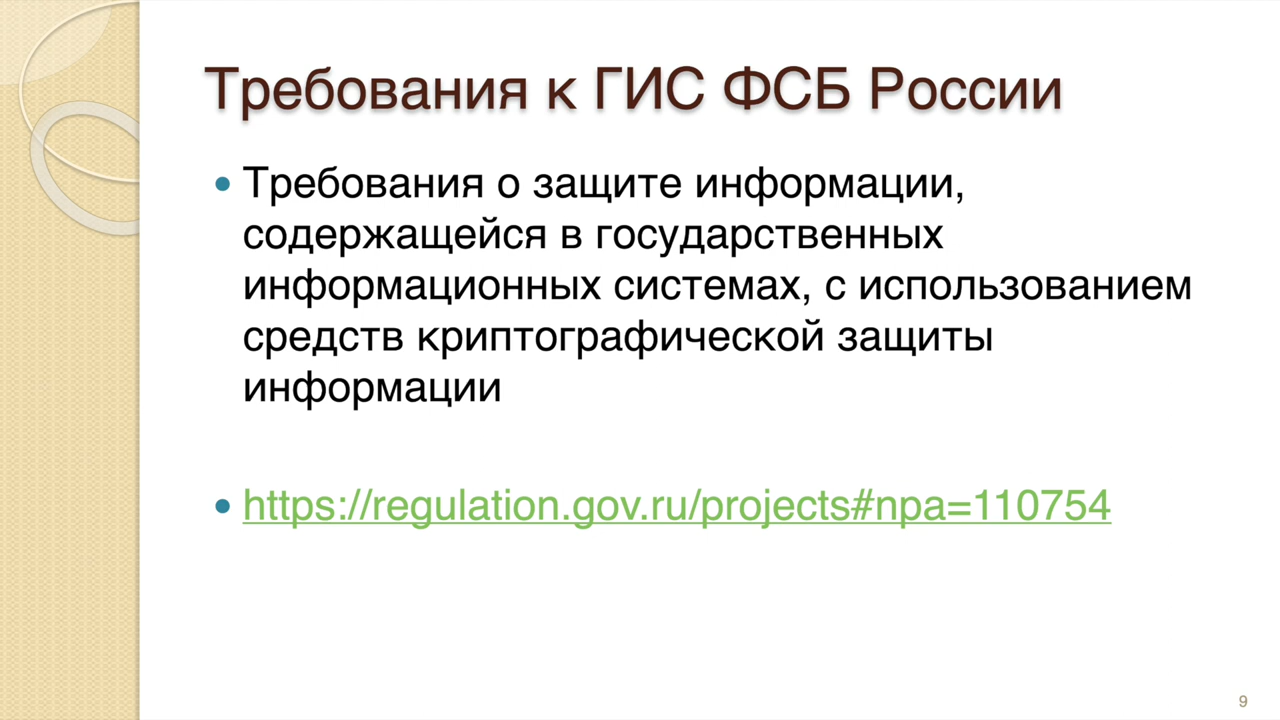 Требования к ГИС ФСБ России
• Требования о защите информации,
содержащейся в государственных
информационных системах, с использованием
средств криптографической защиты
информации
• https://regulation.gov.ru/projects#npa=110754
9